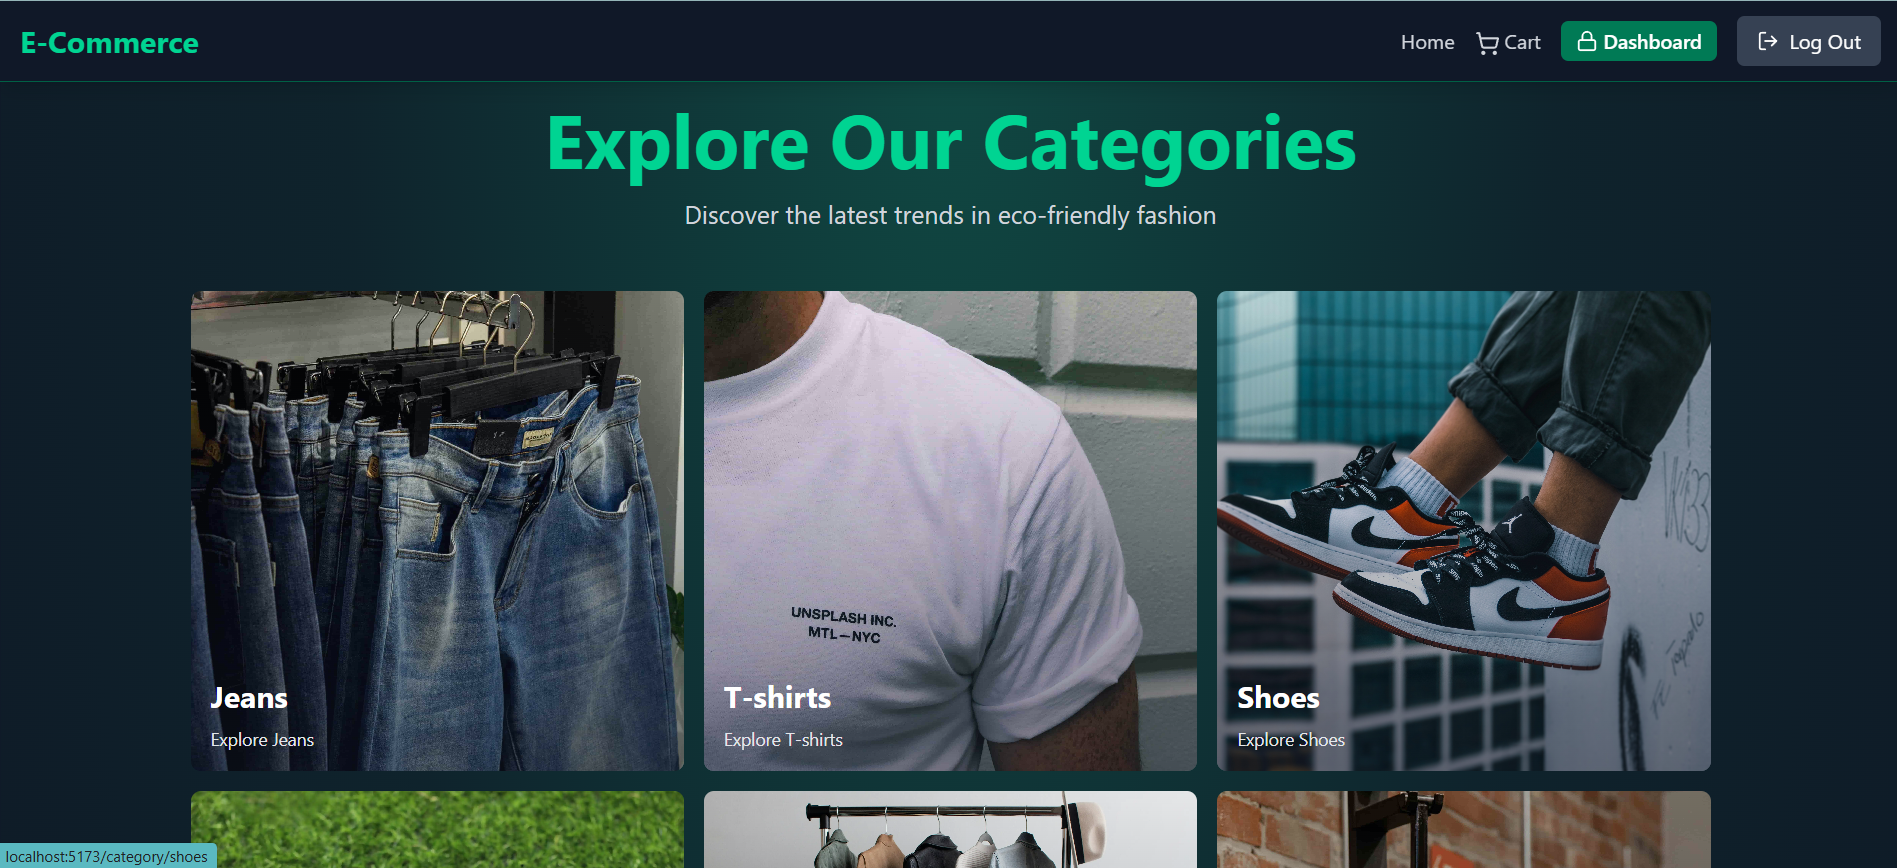 E-Commerce
Home
Cart
Dashboard
Log Out
Explore Our Categories
Discover the latest trends in eco-friendly fashion
UNSPLASH INC.
MTL—NYC
Jeans
Explore Jeans
T-shirts
Explore T-shirts
Shoes
Explore Shoes
localhost:5173/category/shoes